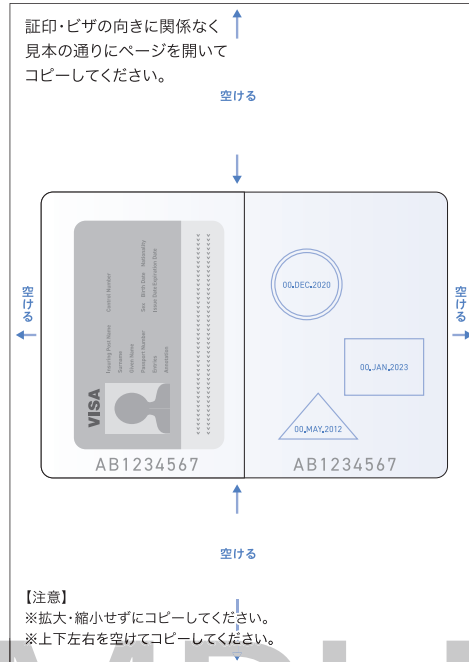 証印・ビザの向きに関係なく
見本の通りにページを開いて
コピーしてください。
空ける
空ける
空ける
VISA
Issuing Post Name
Control Number
Surname
Given Name
Passport Number
Sex
Birth Date
Nationality
Entries
Issue Date
Expiration Date
Annotation
00.DEC.2020
00.JAN.2023
00.MAY.2012
AB1234567
AB1234567
空ける
【注意】
※拡大・縮小せずにコピーしてください。
※上下左右を空けてコピーしてください。